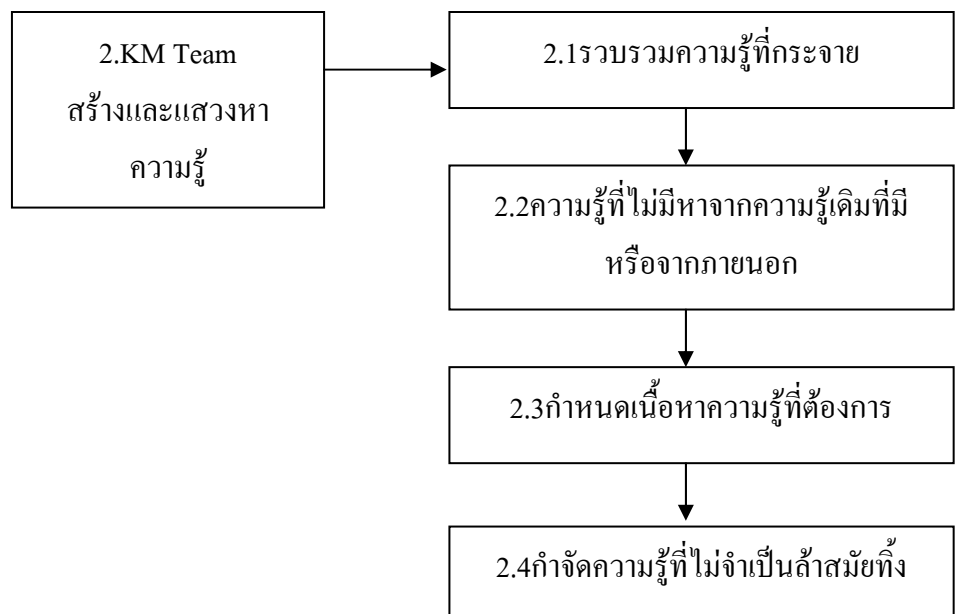 2.KM Team
สร้างและแสวงหา
ความรู้
2.1รวบรวมความรู้ที่กระจาย
2.2ความรู้ที่ไม่มีหาจากความรู้เดิมที่มี
หรือจากภายนอก
2.3กำหนดเนื้อหาความรู้ที่ต้องการ
2.4กำจัดความรู้ที่ไม่จำเป็นล้าสมัยทิ้ง